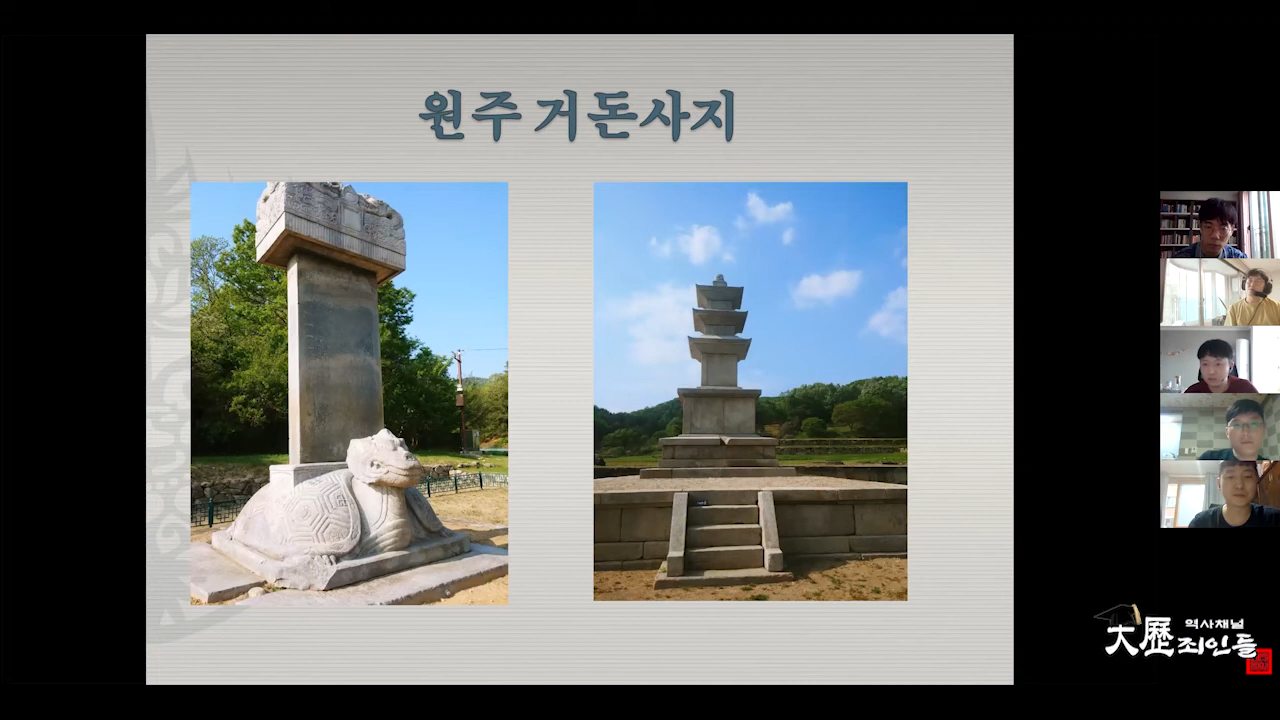 원주 거돈사지
역사채널
大歷 죄인들